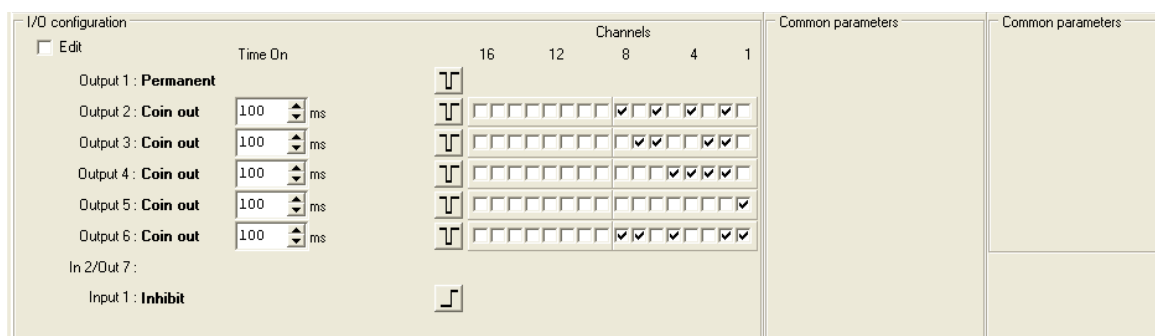 I/O configuration
Common parameters
Common parameters
Channels
Edit
Time On
16 12 8 4 1
Output 1 : Permanent
Output 2 : Coin out 100 ms
Output 3 : Coin out 100 ms
Output 4 : Coin out 100 ms
Output 5 : Coin out 100 ms
Output 6 : Coin out 100 ms
In 2/Out 7 :
Input 1 : Inhibit